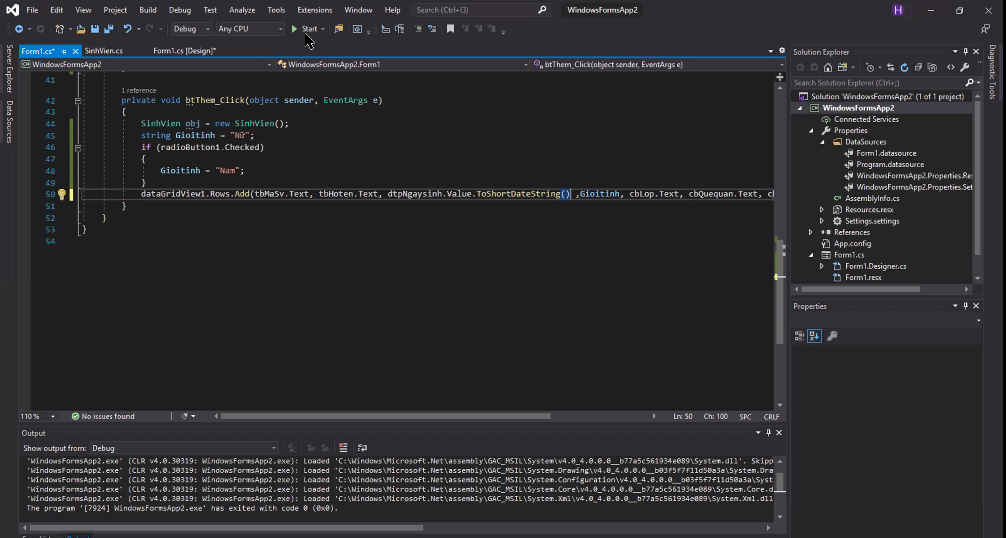 File Edit View Project Build Debug Test Analyze Tools Extensions Window Help Search (Ctrl+Q) WindowsFormsApp2 H
Debug Any CPU Start
Form1.cs* SinhVien.cs Form1.cs [Design]*
WindowsFormsApp2 WindowsFormsApp2.Form1 btThem_Click(object sender, EventArgs e)
41
1 reference
42 private void btThem_Click(object sender, EventArgs e)
43 {
44 SinhVien obj = new SinhVien();
45 string Gioitinh = "Nữ";
46 if (radioButton1.Checked)
47 {
48 Gioitinh = "Nam";
49 }
50 dataGridView1.Rows.Add(tbMaSv.Text, tbHoten.Text, dtpNgaysinh.Value.ToShortDateString() ,Gioitinh, cbLop.Text, cbQuequan.Text, cl
51 }
52 }
53 }
54
110 % No issues found Ln: 50 Ch: 100 SPC CRLF
Output
Show output from: Debug
'WindowsFormsApp2.exe' (CLR v4.0.30319: WindowsFormsApp2.exe): Loaded 'C:\Windows\Microsoft.Net\assembly\GAC_MSIL\System\v4.0_4.0.0.0__b77a5c561934e089\System.dll'. Skipp
'WindowsFormsApp2.exe' (CLR v4.0.30319: WindowsFormsApp2.exe): Loaded 'C:\Windows\Microsoft.Net\assembly\GAC_MSIL\System.Drawing\v4.0_4.0.0.0__b03f5f7f11d50a3a\System.Dra
'WindowsFormsApp2.exe' (CLR v4.0.30319: WindowsFormsApp2.exe): Loaded 'C:\Windows\Microsoft.Net\assembly\GAC_MSIL\System.Configuration\v4.0_4.0.0.0__b03f5f7f11d50a3a\Syst
'WindowsFormsApp2.exe' (CLR v4.0.30319: WindowsFormsApp2.exe): Loaded 'C:\Windows\Microsoft.Net\assembly\GAC_MSIL\System.Core\v4.0_4.0.0.0__b77a5c561934e089\System.Core.d
'WindowsFormsApp2.exe' (CLR v4.0.30319: WindowsFormsApp2.exe): Loaded 'C:\Windows\Microsoft.Net\assembly\GAC_MSIL\System.Xml\v4.0_4.0.0.0__b77a5c561934e089\System.Xml.dll
The program '[7924] WindowsFormsApp2.exe' has exited with code 0 (0x0).
Server Explorer
Data Sources
Solution Explorer
Search Solution Explorer (Ctrl+;)
Solution 'WindowsFormsApp2' (1 of 1 project)
WindowsFormsApp2
Connected Services
Properties
DataSources
Form1.datasource
Program.datasource
WindowsFormsApp2.Properties.Re
WindowsFormsApp2.Properties.Set
AssemblyInfo.cs
Resources.resx
Settings.settings
References
App.config
Form1.cs
Form1.Designer.cs
Form1.resx
Properties
Diagnostic Tools